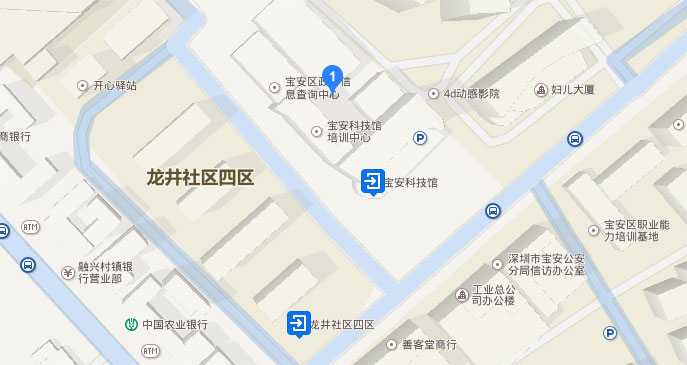 1
开心驿站
宝安区政
信
息查询中心
4d动感影院
妇儿大厦
商银行
宝安科技馆
培训中心
P
龙井社区四区
宝安科技馆
ATM
宝安区职业能
力培训基地
融兴村镇银
行营业部
深圳市宝安公安
分局信访办公室
工业总公
司办公楼
中国农业银行
龙井社区四区
P
善客堂商行
ATM